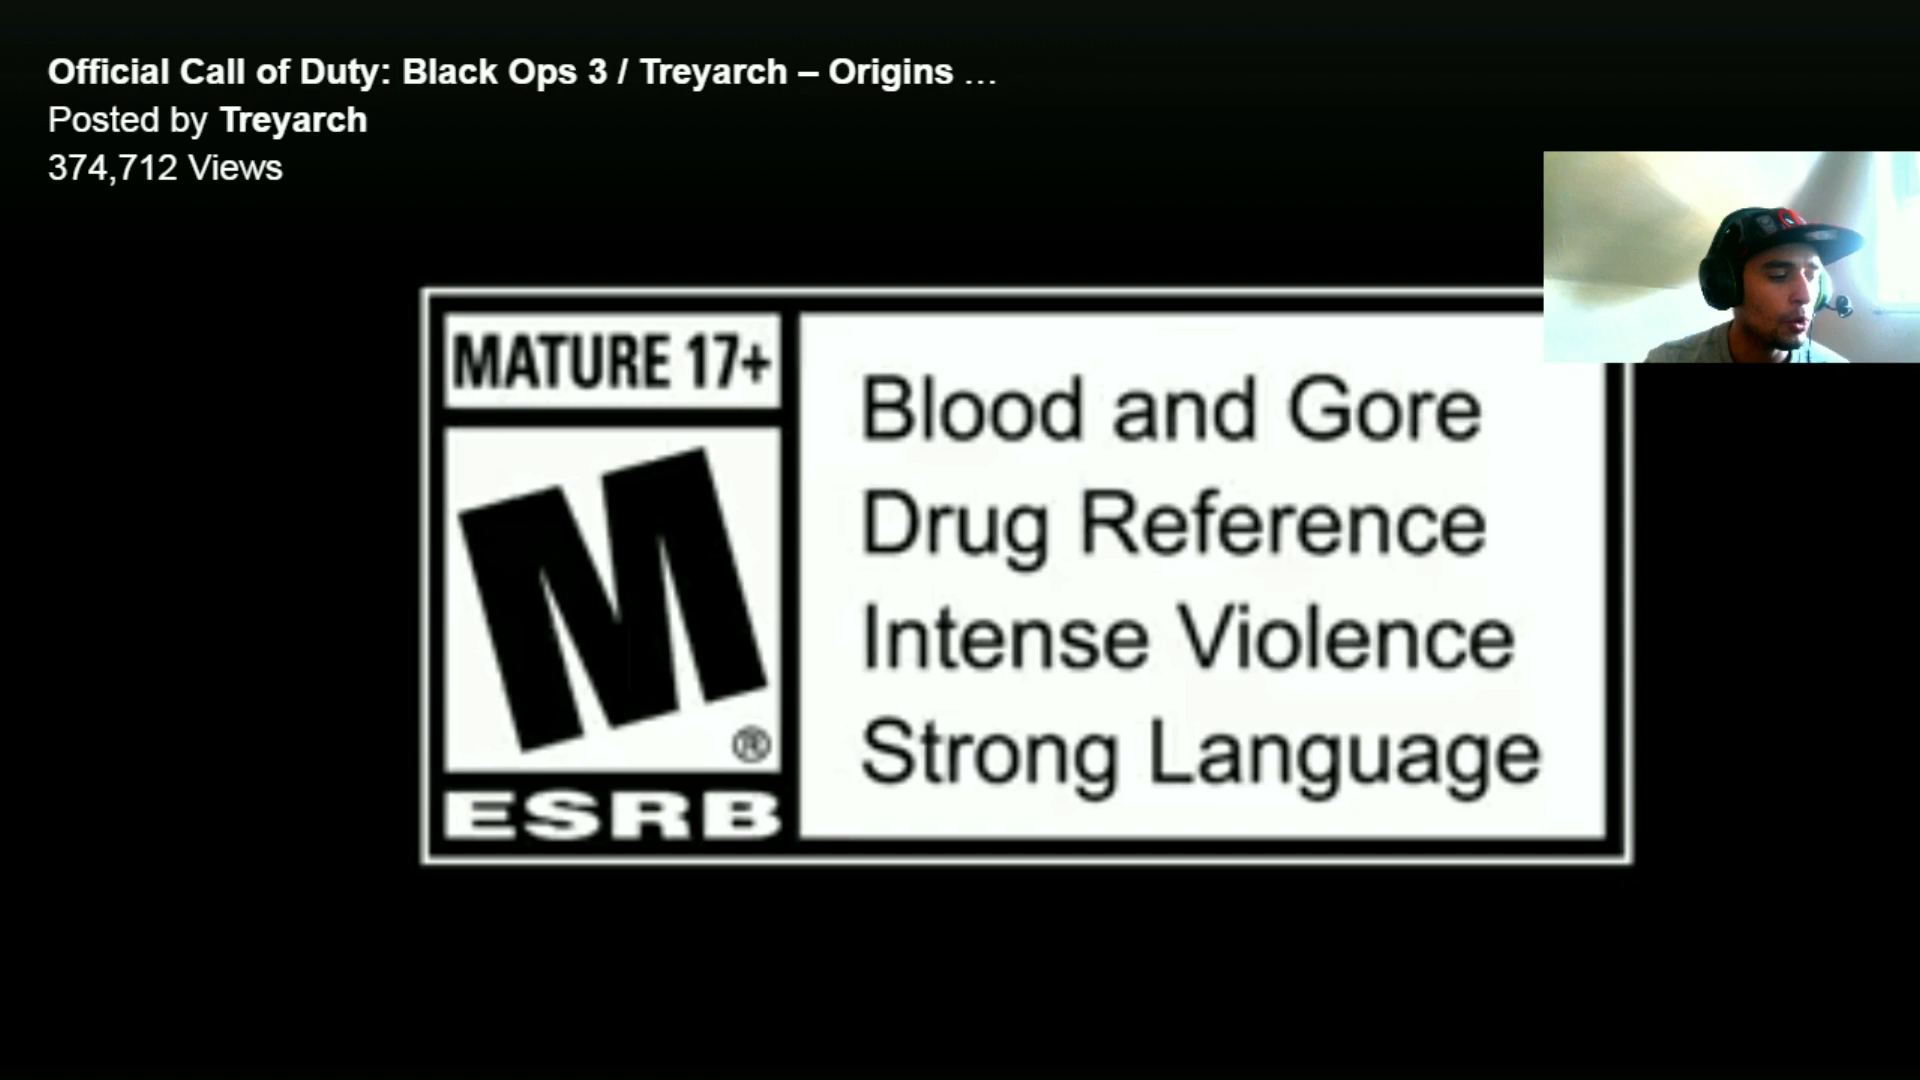 Official Call of Duty: Black Ops 3 / Treyarch – Origins ...
Posted by Treyarch
374,712 Views
MATURE 17+
M
®
ESRB
Blood and Gore
Drug Reference
Intense Violence
Strong Language